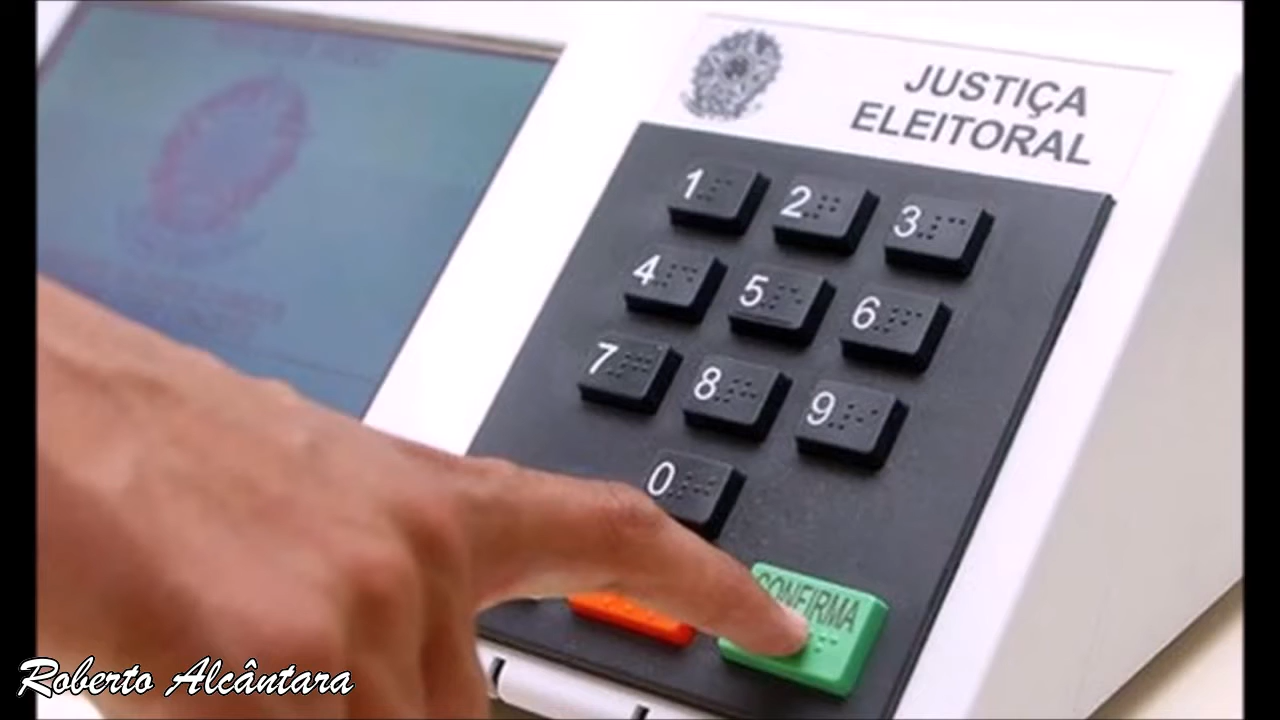 JUSTIÇA
ELEITORAL
1 2 3
4 5 6
7 8 9
0
CONFIRMA
Roberto Alcântara